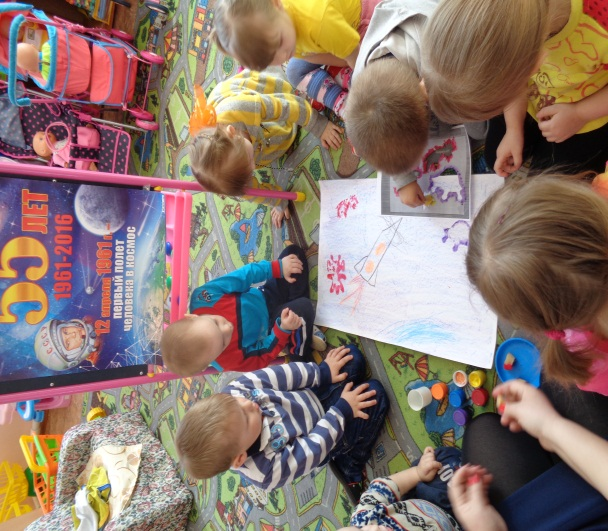 55 ЛЕТ
1961-2016
12 апреля 1961 г. -
первый полет
человека в космос